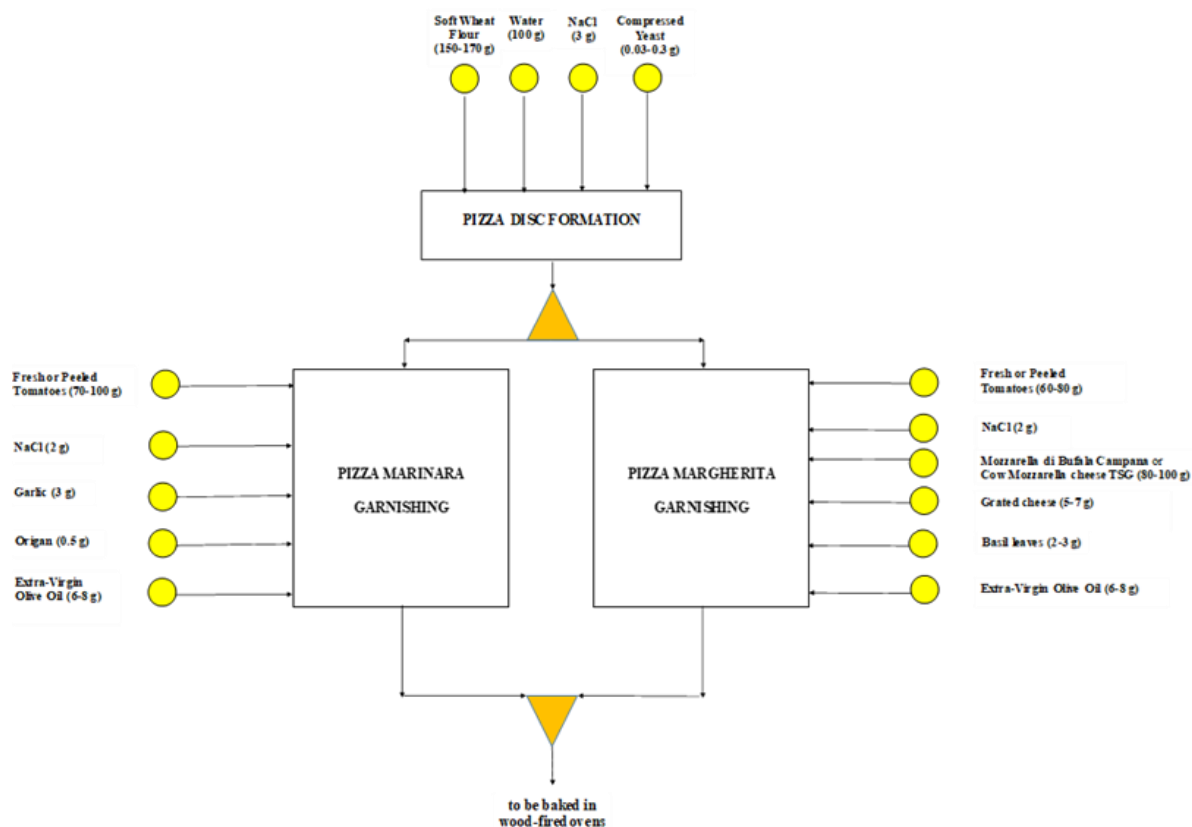 Soft Wheat
Flour
(150-170 g)
Water
(100 g)
NaCl
(3 g)
Compressed
Yeast
(0.03-0.3 g)
PIZZA DISC FORMATION
Fresh or Peeled
Tomatoes (70-100 g)
NaCl (2 g)
Garlic (3 g)
Origan (0.5 g)
Extra-Virgin
Olive Oil (6-8 g)
PIZZA MARINARA
GARNISHING
PIZZA MARGHERITA
GARNISHING
Fresh or Peeled
Tomatoes (60-80 g)
NaCl (2 g)
Mozzarella di Bufala Campana or
Cow Mozzarella cheese TSG (80-100 g)
Grated cheese (5-7 g)
Basil leaves (2-3 g)
Extra-Virgin Olive Oil (6-8 g)
to be baked in
wood-fired ovens